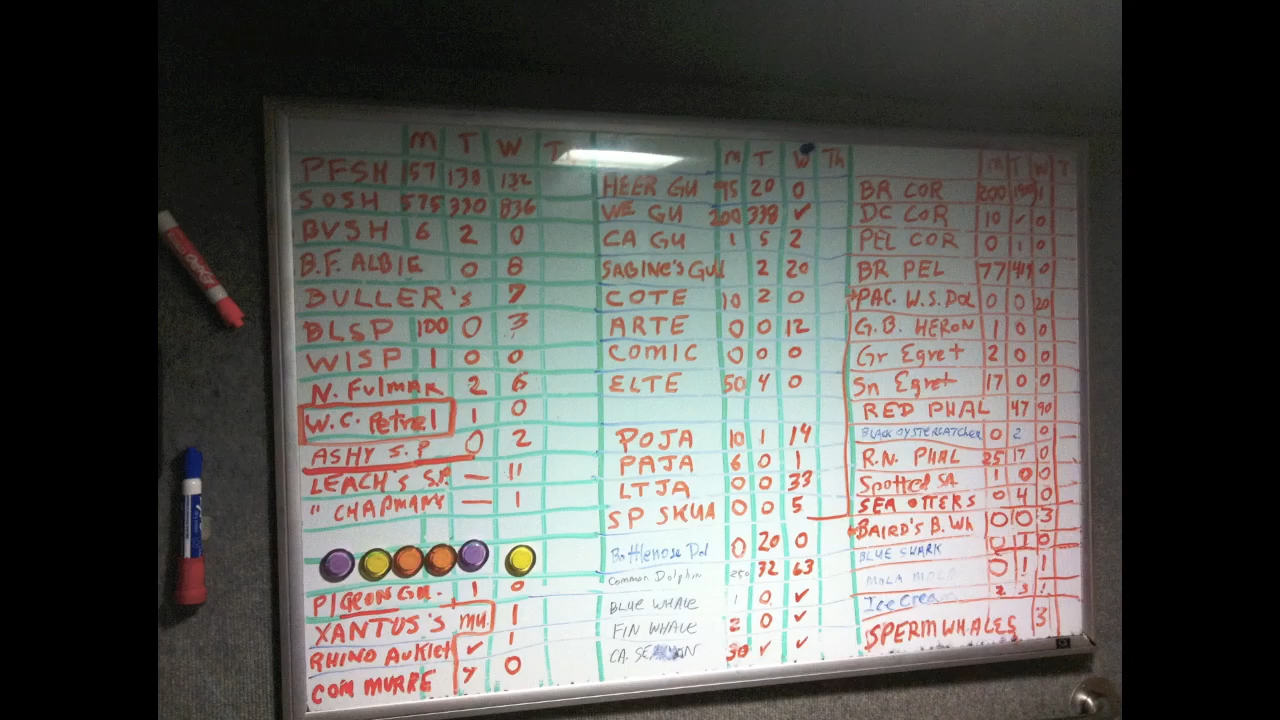 M T W T
PFSH 157 130 132
SOSH 575 330 836
BVSH 6 2 0
B.F. ALBIE 0 8
BULLER'S 7
BLSP 100 0 3
WISP 1 0 0
N. FULMAR 2 6
W.C. Petrel 1 0
ASHY S.P 0 2
LEACH'S S.P. — 11
" CHAPMANS — 1
PIGEON GU. 1 0
XANTUS'S MU. 1
RHINO AUKlet ✓ 1
COM MURRE 0
M T W Th
HEER GU 95 20 0
WE GU 200 338 ✓
CA GU 1 5 2
SABINE'S Gull 2 20
COTE 10 2 0
ARTE 0 0 12
COMIC 0 0 0
ELTE 50 4 0
POJA 10 1 14
PAJA 6 0 1
LTJA 0 0 33
SP SKUA 0 0 5
Bottlenose Dol 0 20 0
Common Dolphin 250 32 63
BLUE WHALE 1 0 ✓
FIN WHALE 2 0 ✓
CA. 30 ✓ ✓
M T W T
BR COR 200 1
DC COR 10 ✓ 0
PEL COR 0 1 0
BR PEL 77 0
PAC. W.S. Dol 0 0 20
G.B. HERON 1 0 0
Gr Egret 2 0 0
Sn Egret 17 0 0
RED PHAL 47 90
BLACK OYSTERCATCHER 0 2 0
R.N. PHAL 25 17 0
Spotted SA 1 0 0
SEA OTTERS 0 4 0
BAIRD'S B. Wh 0 0 3
BLUE SHARK 0 1 0
MOLA MOLA 0 1 1
Ice Cream 2 3
SPERM WHALES 3